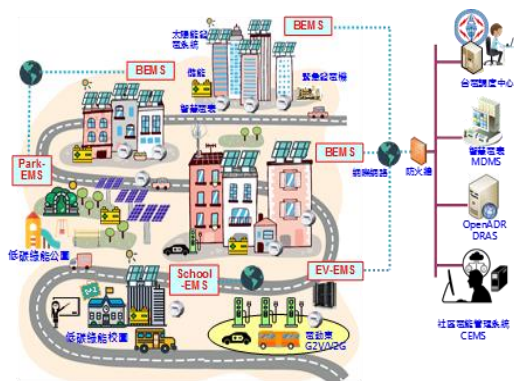 太陽能發
電系統
BEMS
BEMS
儲能
緊急發電機
智慧電表
台電調度中心
BEMS
Park-
EMS
網際網路
防火牆
智慧電表
MDMS
低碳綠能公園
OpenADR
DRAS
School
-EMS
EV-EMS
低碳綠能校園
電動車
G2V/V2G
社區電能管理系統
CEMS